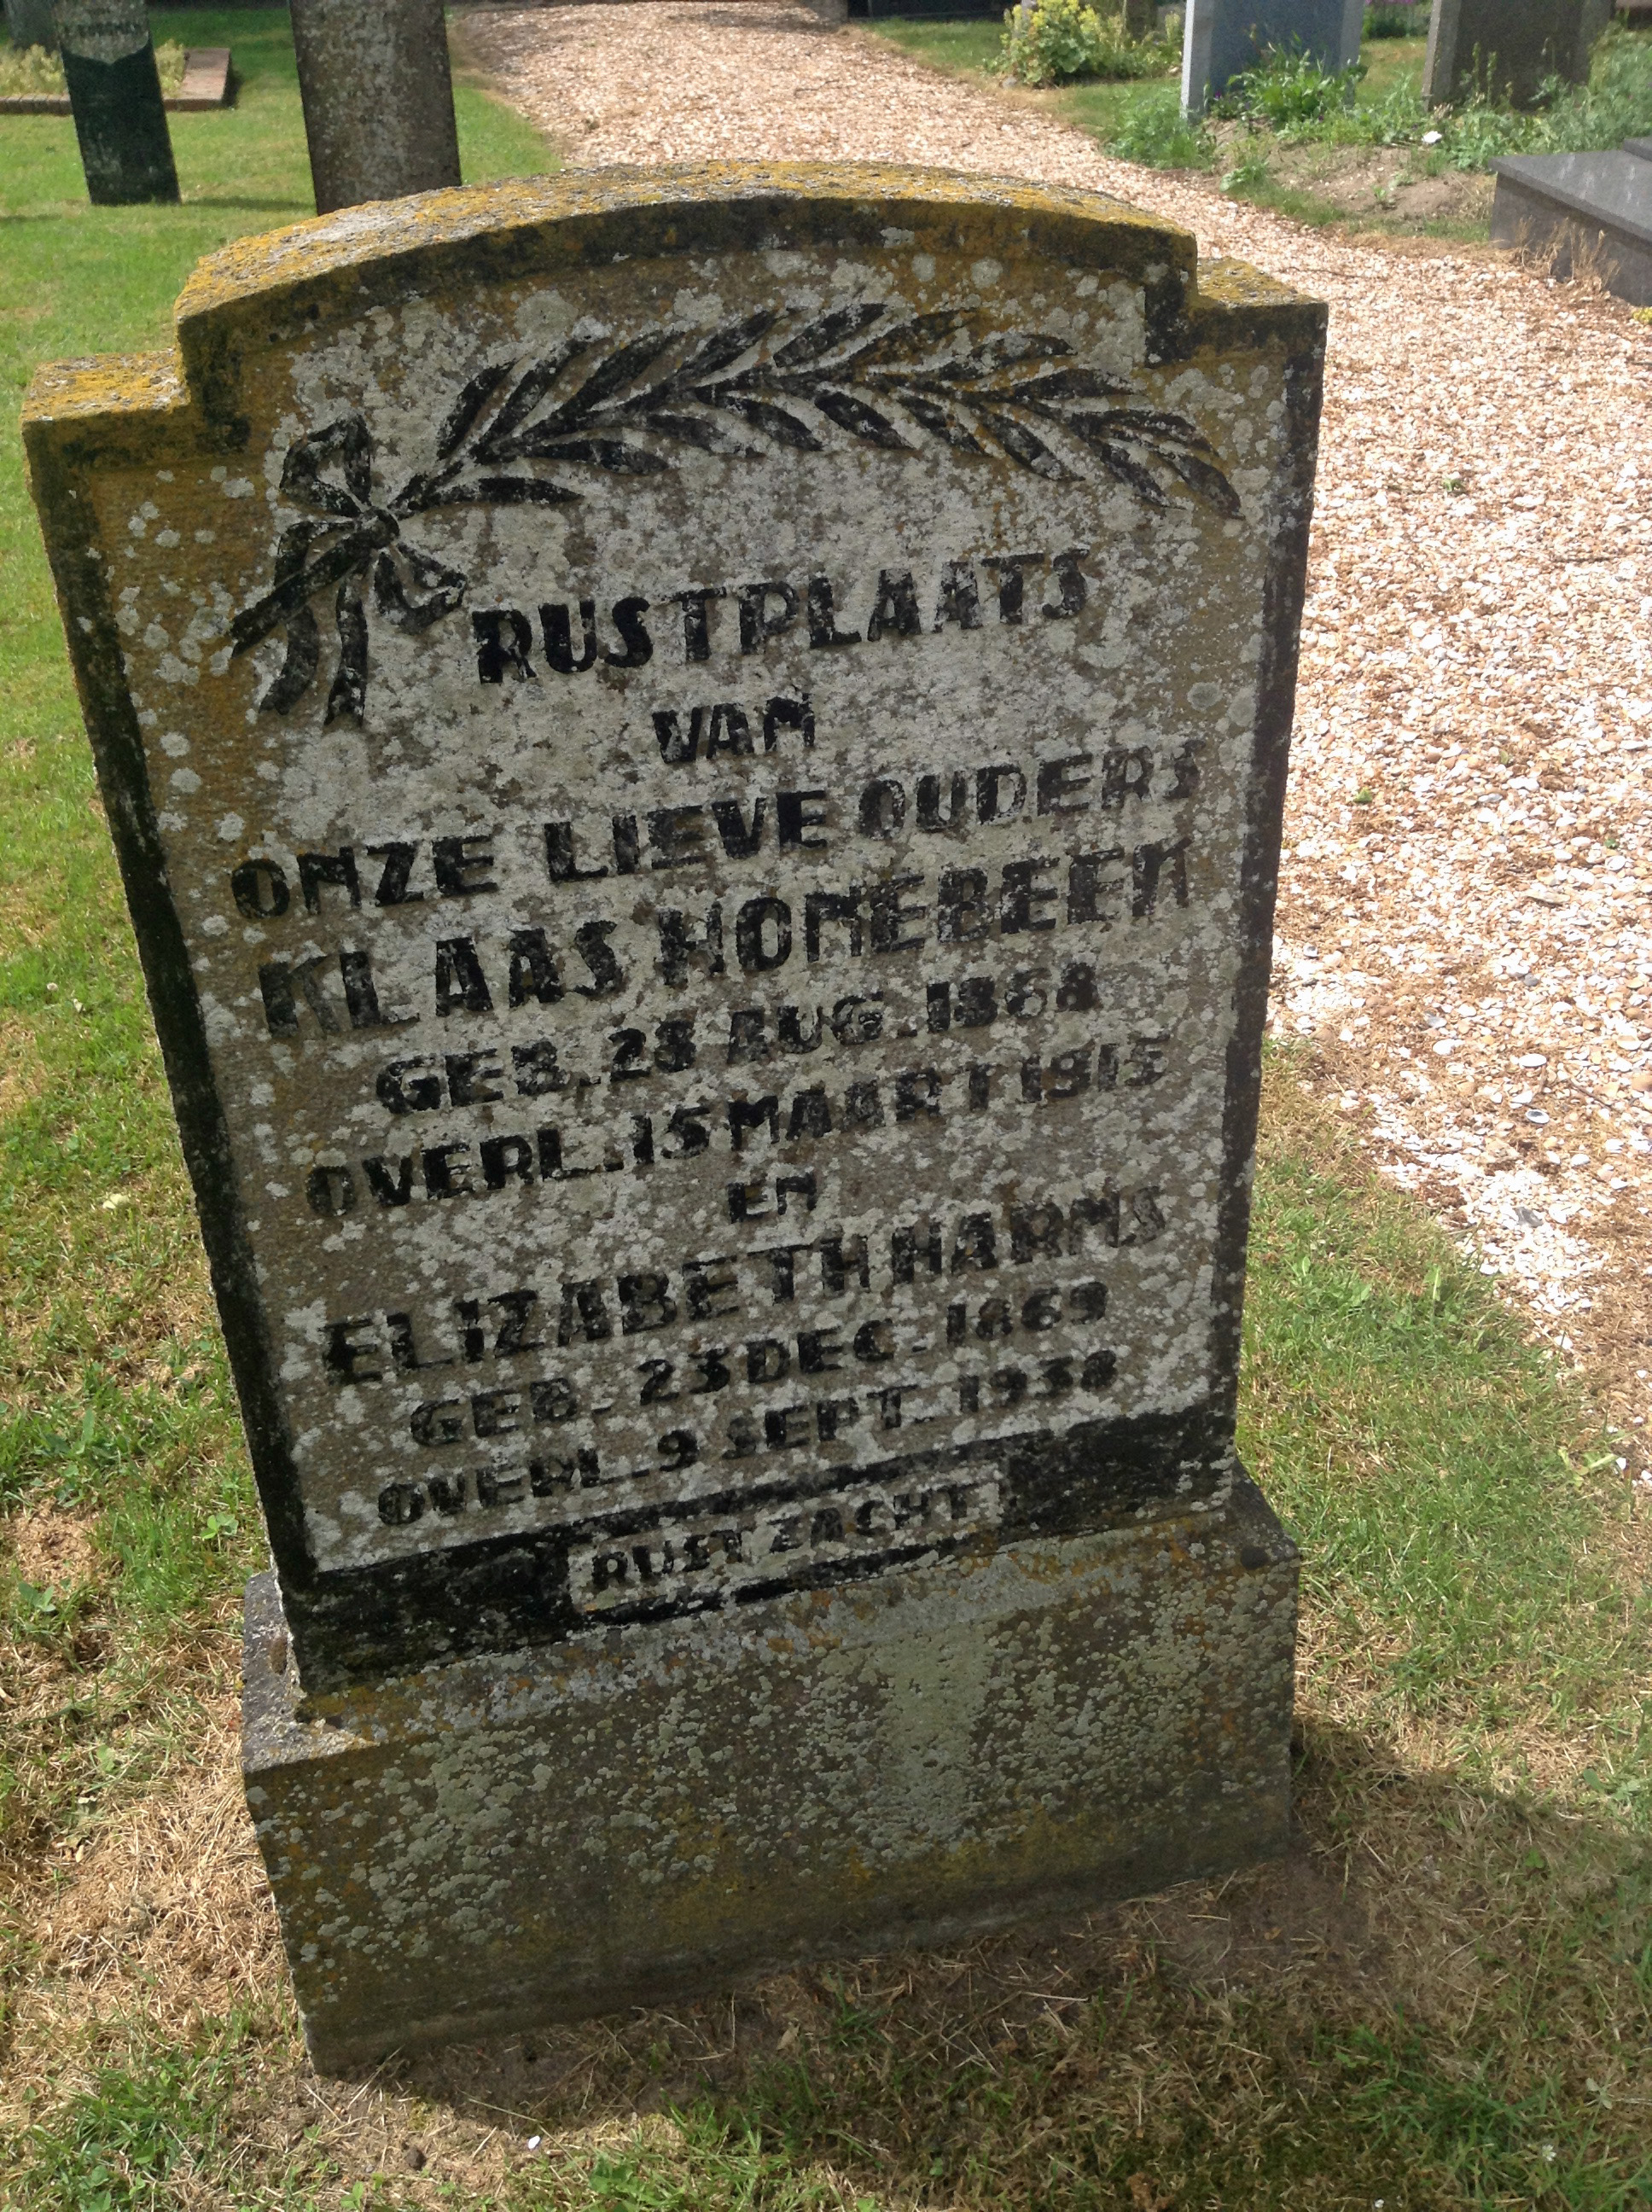 RUSTPLAATS
VAN
ONZE LIEVE OUDERS
KLAAS HONEBEEK
GEB. 28 AUG. 1868
OVERL. 15 MAART 1915
EN
ELIZABETH HARMS
GEB. 23 DEC. 1869
OVERL. 9 SEPT. 1938
RUST ZACHT